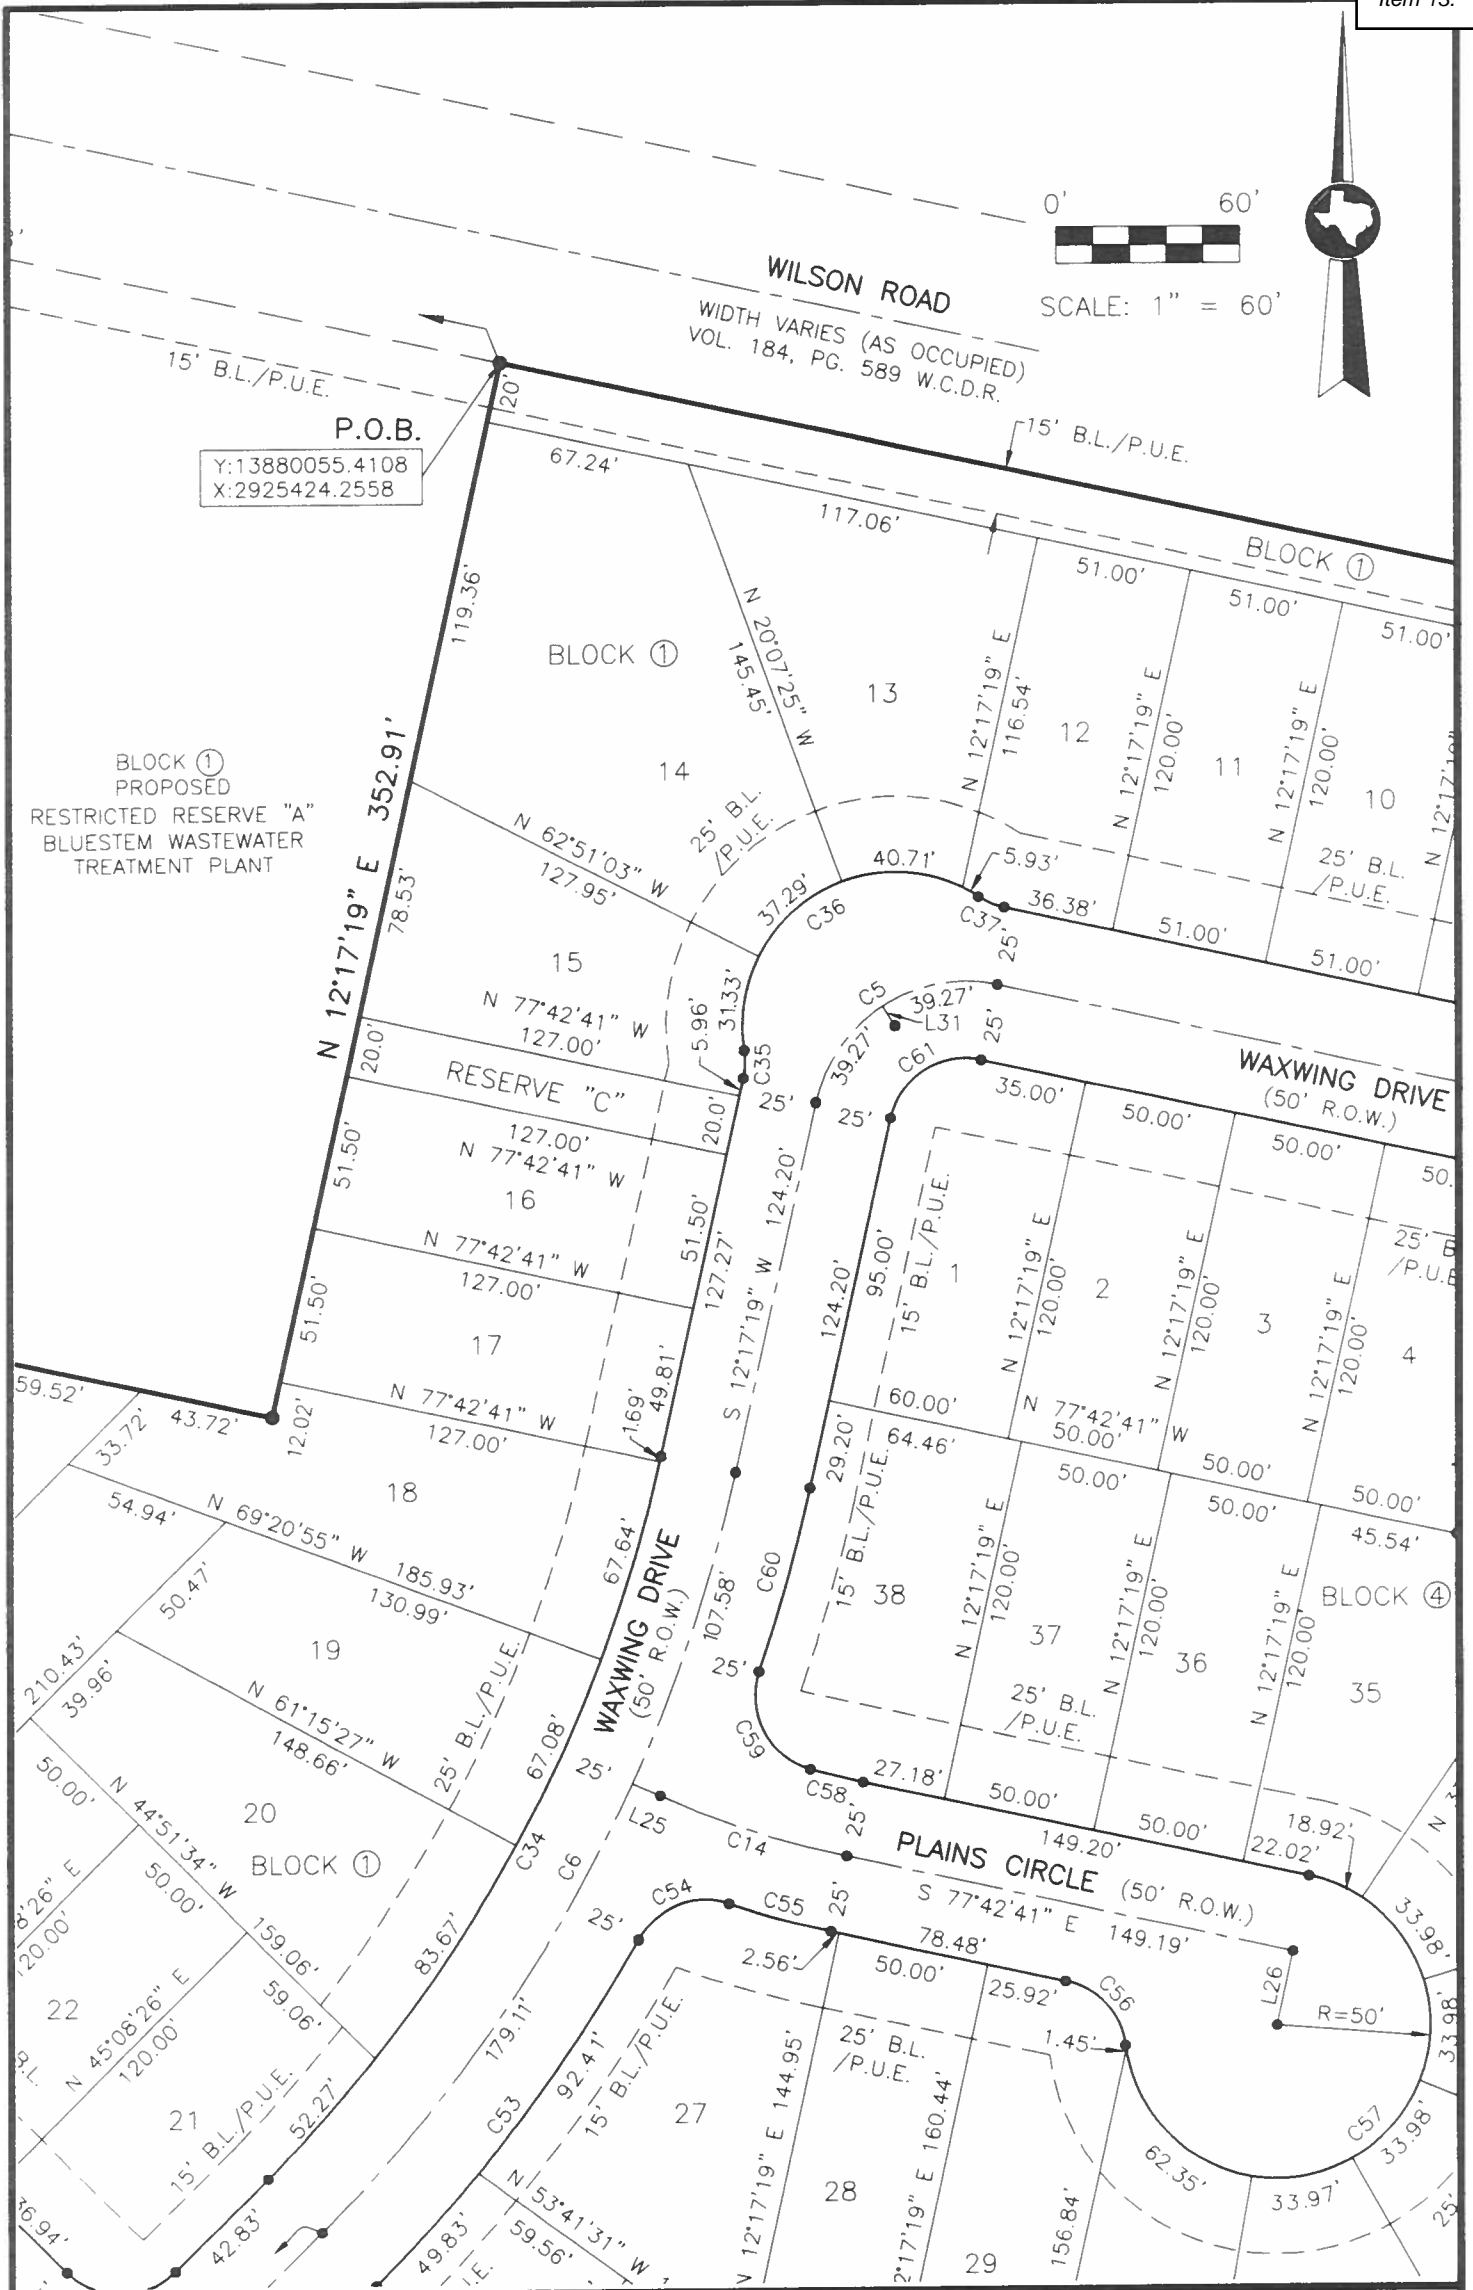 Item 13.
0' 60'
SCALE: 1" = 60'
WILSON ROAD
WIDTH VARIES (AS OCCUPIED)
VOL. 184, PG. 589 W.C.D.R.
15' B.L./P.U.E.
P.O.B.
Y:13880055.4108
X:2925424.2558
20'
15' B.L./P.U.E.
67.24'
117.06'
BLOCK 1
51.00'
51.00'
51.00'
119.36'
BLOCK 1
N 20°07'25" W
145.45'
13
N 12°17'19" E
116.54'
12
N 12°17'19" E
120.00'
11
N 12°17'19" E
120.00'
10
BLOCK 1
PROPOSED
RESTRICTED RESERVE "A"
BLUESTEM WASTEWATER
TREATMENT PLANT
N 12°17'19" E 352.91'
14
25' B.L.
/P.U.E.
N 62°51'03" W
127.95'
78.53'
40.71'
5.93'
25' B.L.
/P.U.E.
37.29'
C36
C37
36.38'
25'
51.00'
51.00'
15
31.33'
5.96'
N 77°42'41" W
127.00'
C35
C5
39.27'
L31
39.27'
C61
25'
20.0'
RESERVE "C"
20.0'
25'
25'
35.00'
WAXWING DRIVE
(50' R.O.W.)
127.00'
N 77°42'41" W
50.00'
50.00'
50.
51.50'
16
51.50'
127.27'
S 12°17'19" W 124.20'
124.20'
95.00'
15' B.L./P.U.E.
1
N 12°17'19" E
120.00'
2
N 12°17'19" E
120.00'
3
N 12°17'19" E
120.00'
4
25' B
/P.U.E
N 77°42'41" W
127.00'
51.50'
17
49.81'
1.69'
59.52'
43.72'
12.02'
N 77°42'41" W
127.00'
33.72'
60.00'
64.46'
N 77°42'41" W
50.00'
50.00'
50.00'
50.00'
50.00'
45.54'
29.20'
15' B.L./P.U.E.
18
54.94'
N 69°20'55" W
185.93'
130.99'
67.64'
WAXWING DRIVE
(50' R.O.W.)
107.58'
C60
38
N 12°17'19" E
120.00'
37
N 12°17'19" E
120.00'
36
N 12°17'19" E
120.00'
35
BLOCK 4
50.47'
210.43'
39.96'
19
N 61°15'27" W
148.66'
25' B.L./P.U.E.
67.08'
25'
25'
C59
25' B.L.
/P.U.E.
50.00'
N 44°51'34" W
50.00'
20
BLOCK 1
C34
C6
L25
C14
C58
27.18'
25'
50.00'
149.20'
50.00'
22.02'
18.92'
PLAINS CIRCLE (50' R.O.W.)
S 77°42'41" E 149.19'
8'26" E
120.00'
159.06'
59.06'
83.67'
25'
C54
C55
25'
2.56'
78.48'
50.00'
25.92'
C56
1.45'
L26
R=50'
33.98'
33.98'
33.98'
C57
22
N 45°08'26" E
120.00'
B.L.
21
15' B.L./P.U.E.
52.27'
179.11'
C53
92.41'
15' B.L./P.U.E.
27
25' B.L.
/P.U.E.
N 12°17'19" E 144.95'
28
2°17'19" E 160.44'
29
156.84'
62.35'
33.97'
25'
36.94'
42.83'
49.83'
N 53°41'31" W
59.56'
.E.